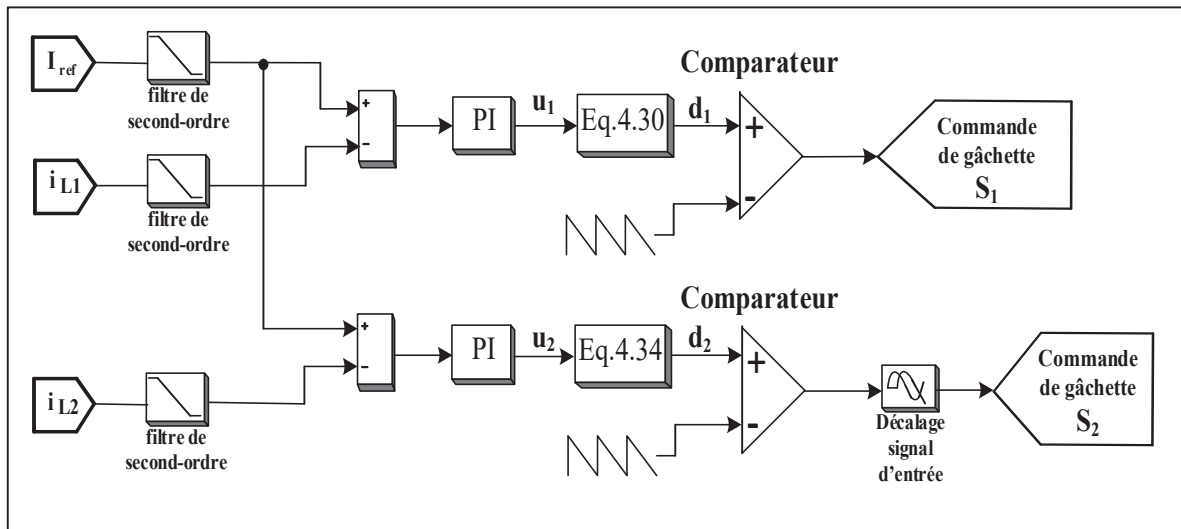 I ref
filtre de
second-ordre
+
-
PI
u1
Eq.4.30
d1
Comparateur
+
-
Commande
de gâchette
S1
i L1
filtre de
second-ordre
+
-
PI
u2
Eq.4.34
d2
Comparateur
+
-
Décalage
signal
d'entrée
Commande
de gâchette
S2
i L2
filtre de
second-ordre